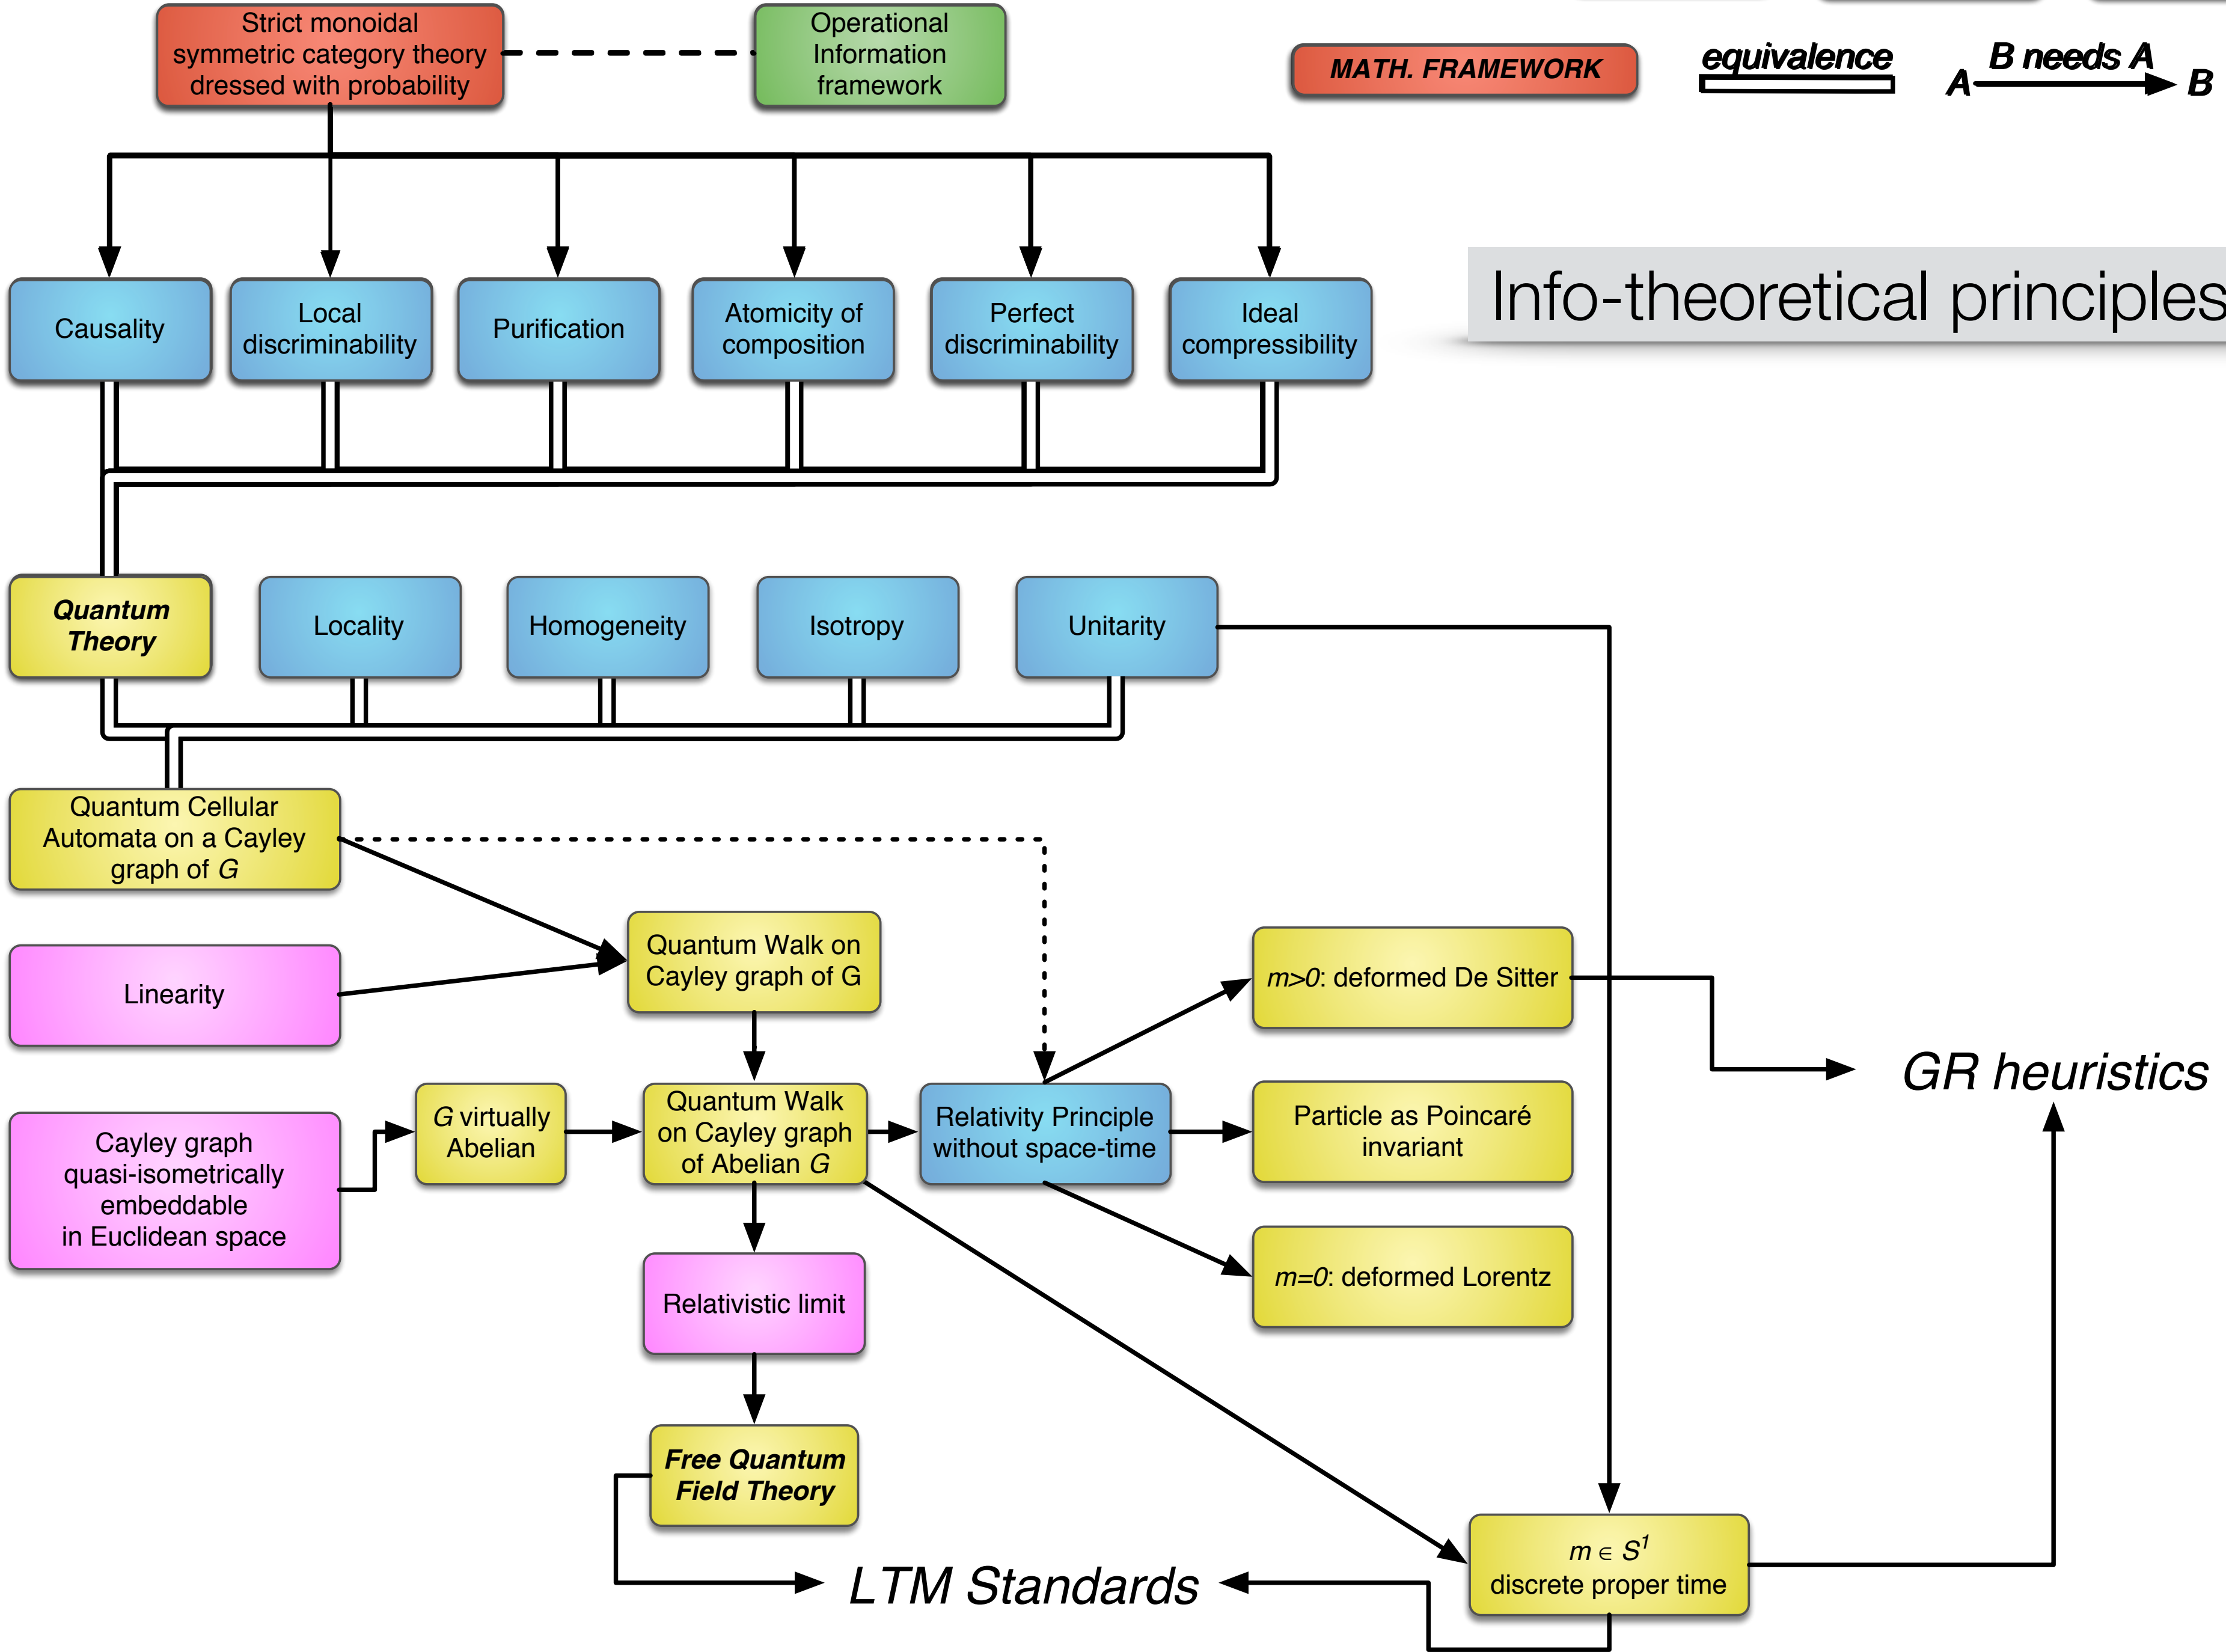 Strict monoidal
symmetric category theory
dressed with probability
Operational
Information
framework
MATH. FRAMEWORK
equivalence
B needs A
A
B
Causality
Local
discriminability
Purification
Atomicity of
composition
Perfect
discriminability
Ideal
compressibility
Info-theoretical principles
Quantum
Theory
Locality
Homogeneity
Isotropy
Unitarity
Quantum Cellular
Automata on a Cayley
graph of G
Linearity
Quantum Walk on
Cayley graph of G
m>0: deformed De Sitter
GR heuristics
Cayley graph
quasi-isometrically
embeddable
in Euclidean space
G virtually
Abelian
Quantum Walk
on Cayley graph
of Abelian G
Relativity Principle
without space-time
Particle as Poincaré
invariant
m=0: deformed Lorentz
Relativistic limit
Free Quantum
Field Theory
LTM Standards
m ∈ S¹
discrete proper time